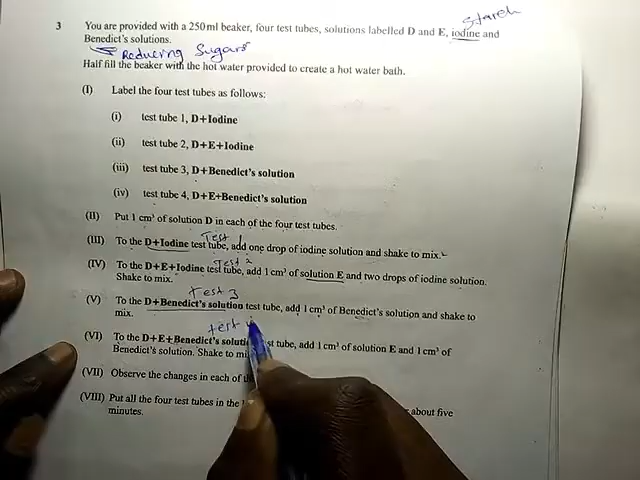 starch
3 You are provided with a 250 ml beaker, four test tubes, solutions labelled D and E, iodine and
Benedict's solutions.
Reducing Sugars
Half fill the beaker with the hot water provided to create a hot water bath.
(I) Label the four test tubes as follows:
(i) test tube 1, D+Iodine
(ii) test tube 2, D+E+Iodine
(iii) test tube 3, D+Benedict's solution
(iv) test tube 4, D+E+Benedict's solution
(II) Put 1 cm³ of solution D in each of the four test tubes.
Test 1
(III) To the D+Iodine test tube, add one drop of iodine solution and shake to mix.
Test 2
(IV) To the D+E+Iodine test tube, add 1 cm³ of solution E and two drops of iodine solution.
Shake to mix.
Test 3
(V) To the D+Benedict's solution test tube, add 1 cm³ of Benedict's solution and shake to
mix.
test
(VI) To the D+E+Benedict's tube, add 1 cm³ of solution E and 1 cm³ of
Benedict's solution. Shake to
(VII) Observe the changes in each of
(VIII) Put all the four test tubes in the about five
minutes.